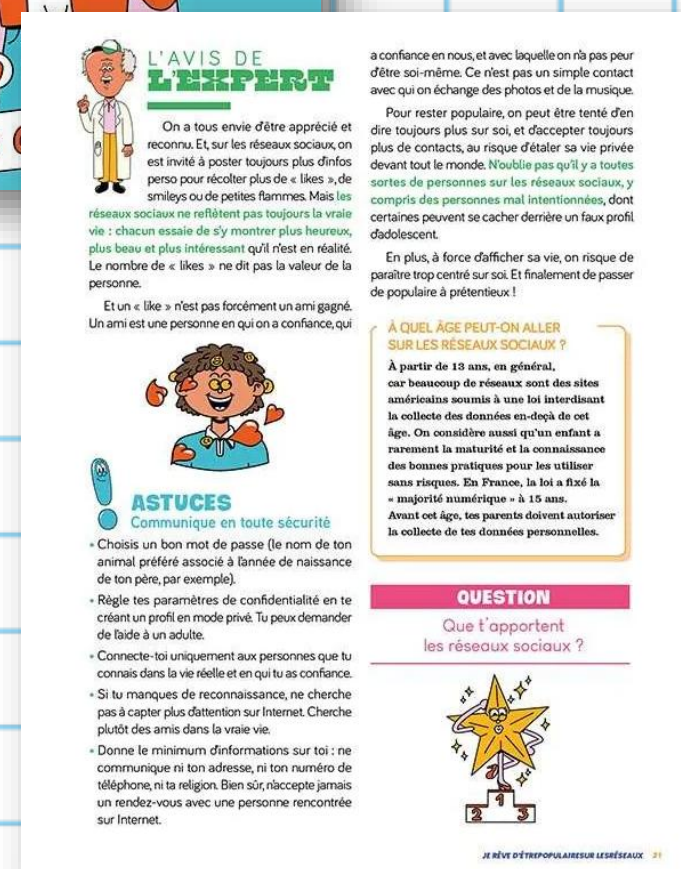 L'AVIS DE
L'EXPERT
On a tous envie d'être apprécié et
reconnu. Et, sur les réseaux sociaux, on
est invité à poster toujours plus d'infos
perso pour récolter plus de « likes », de
smileys ou de petites flammes. Mais les
réseaux sociaux ne reflètent pas toujours la vraie
vie : chacun essaie de s'y montrer plus heureux,
plus beau et plus intéressant qu'il n'est en réalité.
Le nombre de « likes » ne dit pas la valeur de la
personne.
Et un « like » n'est pas forcément un ami gagné.
Un ami est une personne en qui on a confiance, qui
ASTUCES
Communique en toute sécurité
• Choisis un bon mot de passe (le nom de ton
animal préféré associé à l'année de naissance
de ton père, par exemple).
• Règle tes paramètres de confidentialité en te
créant un profil en mode privé. Tu peux demander
de l'aide à un adulte.
• Connecte-toi uniquement aux personnes que tu
connais dans la vie réelle et en qui tu as confiance.
• Si tu manques de reconnaissance, ne cherche
pas à capter plus d'attention sur Internet. Cherche
plutôt des amis dans la vraie vie.
• Donne le minimum d'informations sur toi : ne
communique ni ton adresse, ni ton numéro de
téléphone, ni ta religion. Bien sûr, n'accepte jamais
un rendez-vous avec une personne rencontrée
sur Internet.
a confiance en nous, et avec laquelle on n'a pas peur
d'être soi-même. Ce n'est pas un simple contact
avec qui on échange des photos et de la musique.
Pour rester populaire, on peut être tenté d'en
dire toujours plus sur soi, et d'accepter toujours
plus de contacts, au risque d'étaler sa vie privée
devant tout le monde. N'oublie pas qu'il y a toutes
sortes de personnes sur les réseaux sociaux, y
compris des personnes mal intentionnées, dont
certaines peuvent se cacher derrière un faux profil
d'adolescent.
En plus, à force d'afficher sa vie, on risque de
paraître trop centré sur soi. Et finalement de passer
de populaire à prétentieux !
À QUEL ÂGE PEUT-ON ALLER
SUR LES RÉSEAUX SOCIAUX ?
À partir de 13 ans, en général,
car beaucoup de réseaux sont des sites
américains soumis à une loi interdisant
la collecte des données en-deçà de cet
âge. On considère aussi qu'un enfant a
rarement la maturité et la connaissance
des bonnes pratiques pour les utiliser
sans risques. En France, la loi a fixé la
« majorité numérique » à 15 ans.
Avant cet âge, tes parents doivent autoriser
la collecte de tes données personnelles.
QUESTION
Que t'apportent
les réseaux sociaux ?
1
2 3
JE RÊVE D'ÊTREPOPULAIRESUR LESRÉSEAUX 21